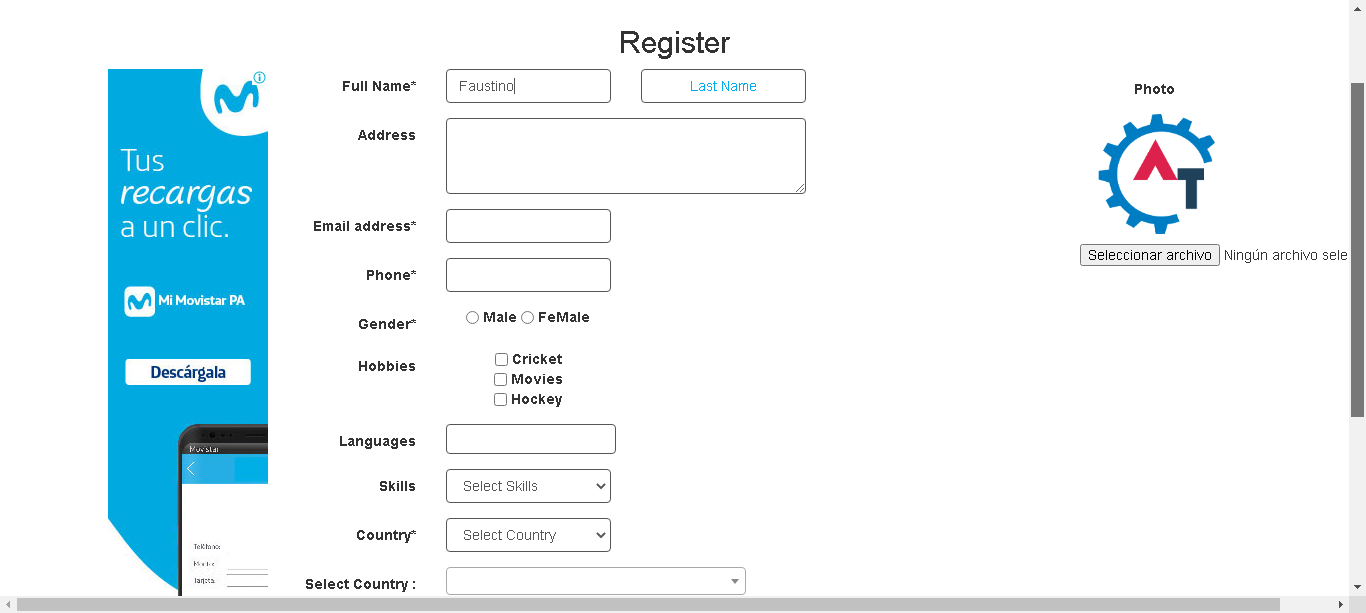 Register
Full Name*
Faustino
Last Name
Photo
Address
Email address*
Phone*
Seleccionar archivo Ningún archivo sele
Gender*
Male
FeMale
Hobbies
Cricket
Movies
Hockey
Languages
Skills
Select Skills
Country*
Select Country
Select Country :
Tus
recargas
a un clic.
Mi Movistar PA
Descárgala
Movistar
Teléfono:
Monto:
Tarjeta:
AT